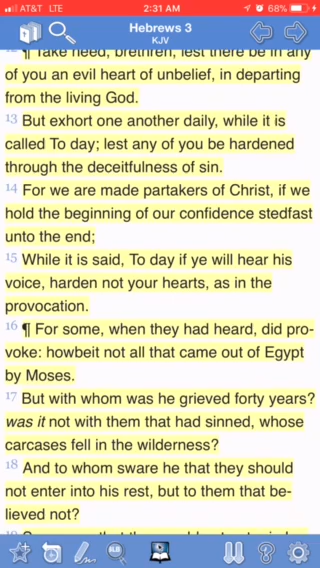 AT&T LTE 2:31 AM 68%
Hebrews 3
KJV
12 ¶ Take heed, brethren, lest there be in any
of you an evil heart of unbelief, in departing
from the living God.
13 But exhort one another daily, while it is
called To day; lest any of you be hardened
through the deceitfulness of sin.
14 For we are made partakers of Christ, if we
hold the beginning of our confidence stedfast
unto the end;
15 While it is said, To day if ye will hear his
voice, harden not your hearts, as in the
provocation.
16 ¶ For some, when they had heard, did pro-
voke: howbeit not all that came out of Egypt
by Moses.
17 But with whom was he grieved forty years?
was it not with them that had sinned, whose
carcases fell in the wilderness?
18 And to whom sware he that they should
not enter into his rest, but to them that be-
lieved not?